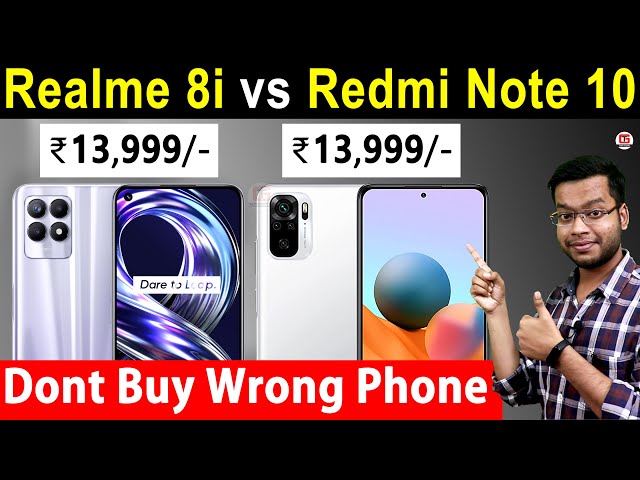 Realme 8i vs Redmi Note 10
₹13,999/- ₹13,999/-
Dare to Leap.
Dont Buy Wrong Phone